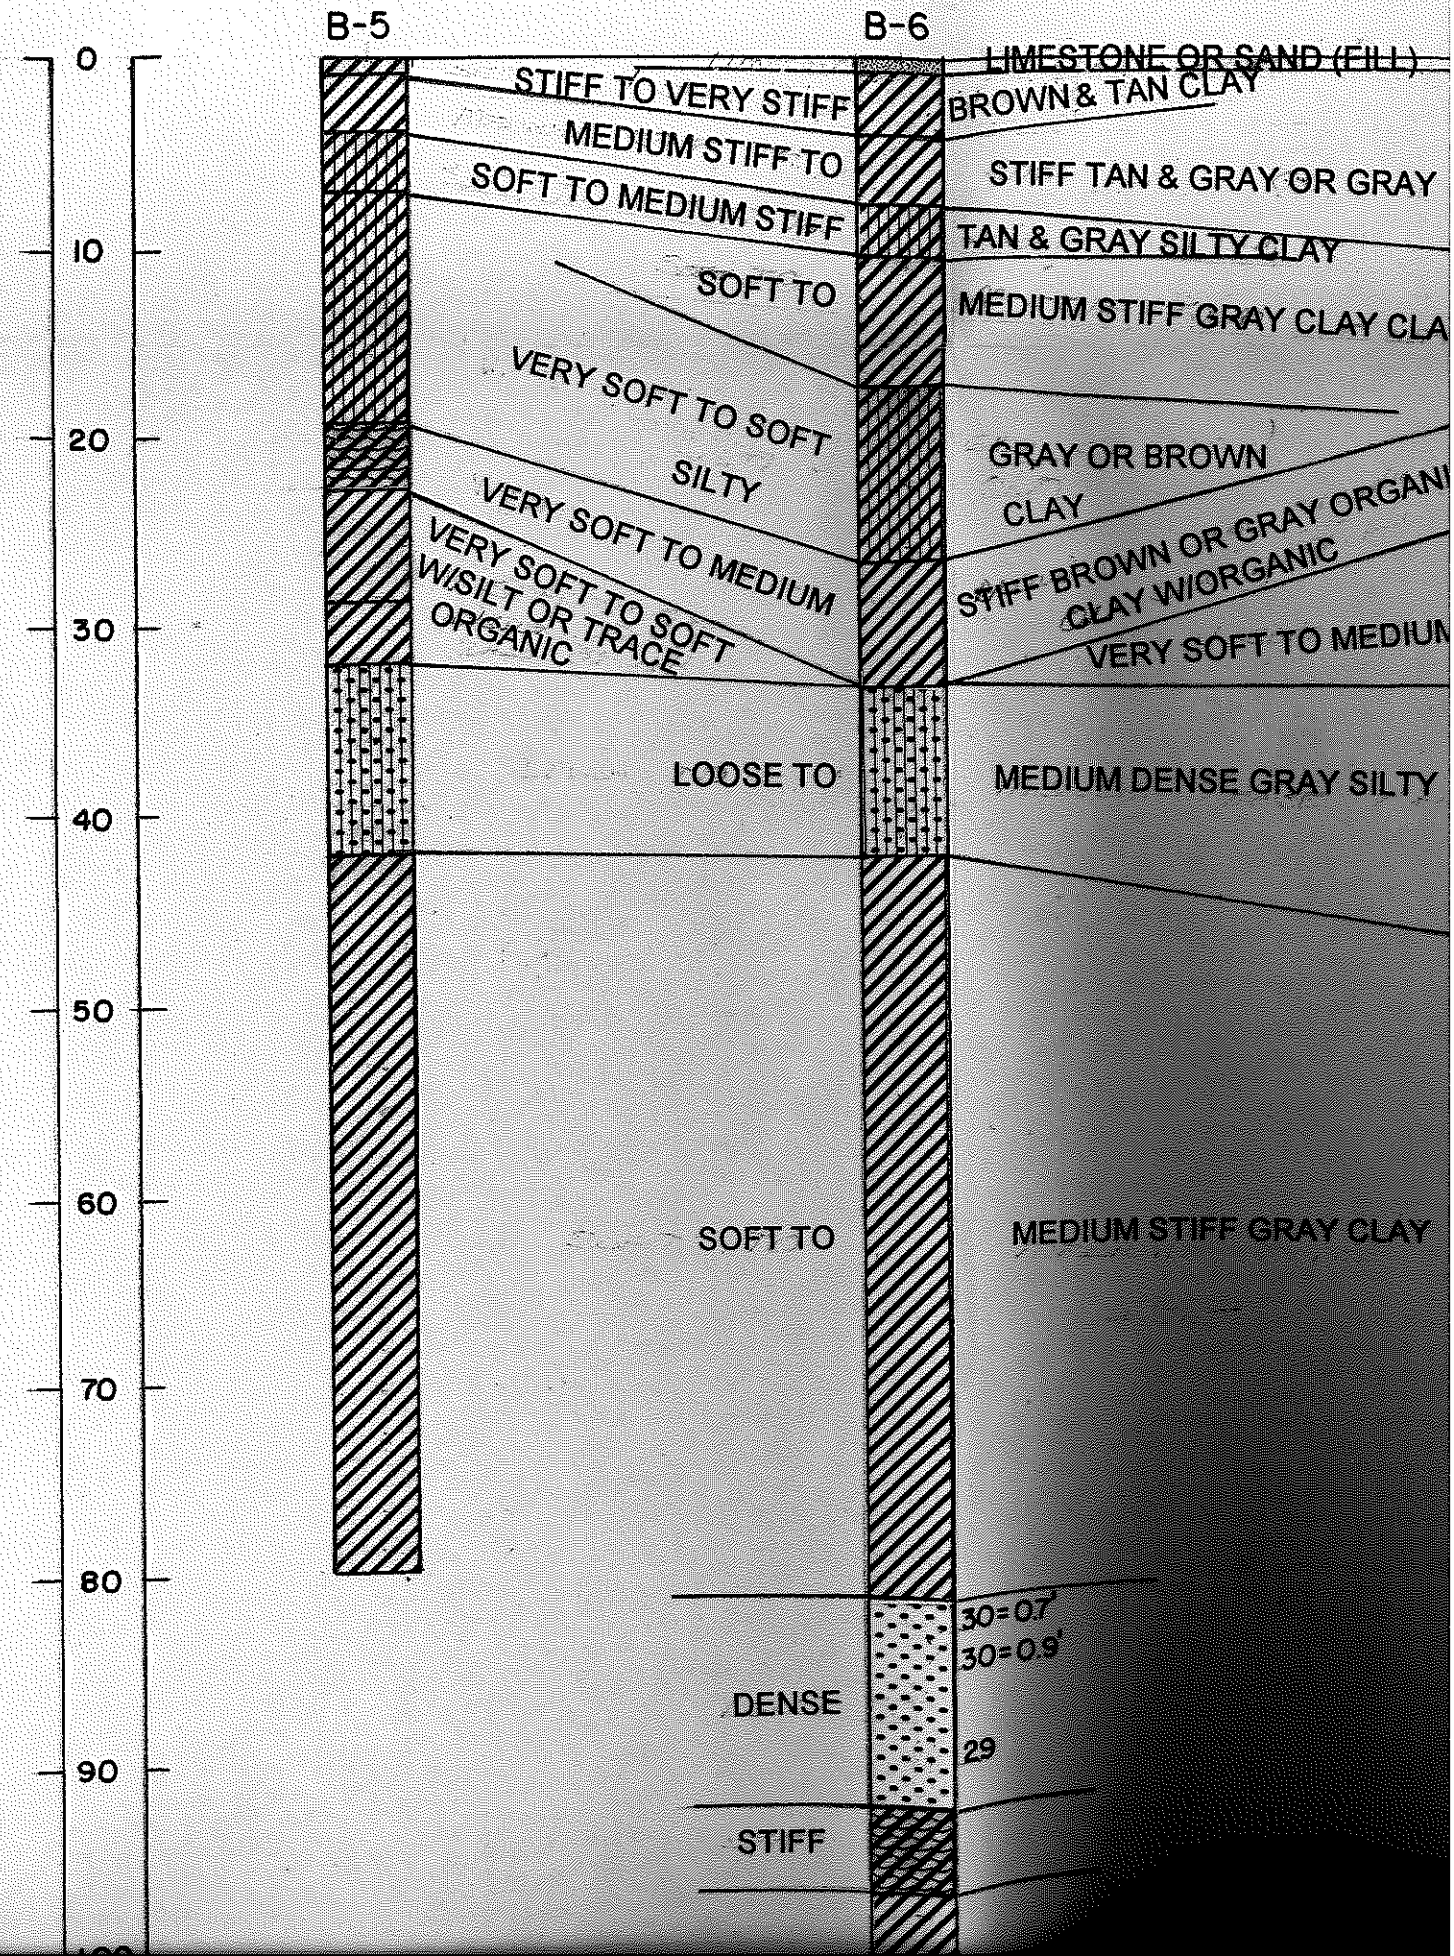 B-5
B-6
0
10
20
30
40
50
60
70
80
90
LIMESTONE OR SAND (FILL)
STIFF TO VERY STIFF
BROWN & TAN CLAY
MEDIUM STIFF TO
STIFF TAN & GRAY OR GRAY
SOFT TO MEDIUM STIFF
TAN & GRAY SILTY CLAY
SOFT TO
MEDIUM STIFF GRAY CLAY CLA
VERY SOFT TO SOFT
GRAY OR BROWN
SILTY
CLAY
VERY SOFT TO MEDIUM
STIFF BROWN OR GRAY ORGANI
VERY SOFT TO SOFT
W/SILT OR TRACE
ORGANIC
CLAY W/ORGANIC
VERY SOFT TO MEDIUM
LOOSE TO
MEDIUM DENSE GRAY SILTY
SOFT TO
MEDIUM STIFF GRAY CLAY
30=0.7'
30=0.9'
DENSE
29
STIFF